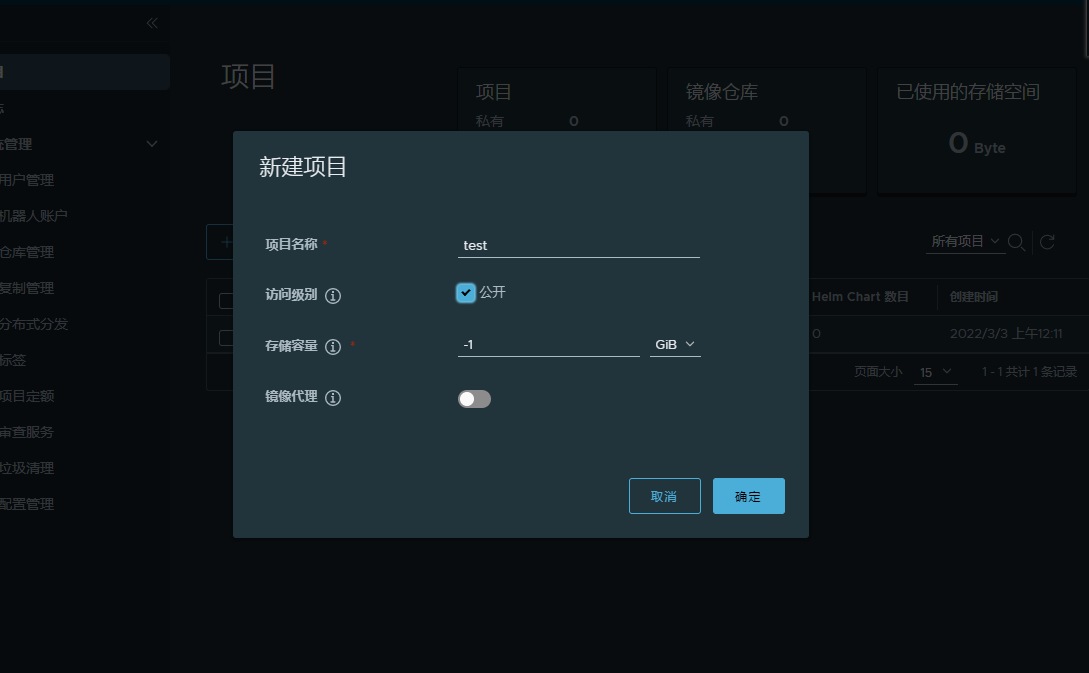 项目
项目
私有 0
镜像仓库
私有 0
已使用的存储空间
0 Byte
管理
用户管理
机器人账户
仓库管理
复制管理
分布式分发
标签
项目定额
审查服务
垃圾清理
配置管理
新建项目
项目名称 * test
访问级别 公开
存储容量 * -1 GiB
镜像代理
取消 确定
所有项目
Helm Chart 数目 创建时间
0 2022/3/3 上午12:11
页面大小 15 1 - 1 共计 1 条记录